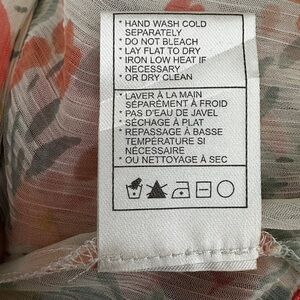 * HAND WASH COLD
SEPARATELY
* DO NOT BLEACH
* LAY FLAT TO DRY
* IRON LOW HEAT IF
NECESSARY
* OR DRY CLEAN
* LAVER À LA MAIN
SÉPARÉMENT À FROID
* PAS D'EAU DE JAVEL
* SÉCHAGE À PLAT
* REPASSAGE À BASSE
TEMPÉRATURE SI
NÉCESSAIRE
* OU NETTOYAGE À SEC